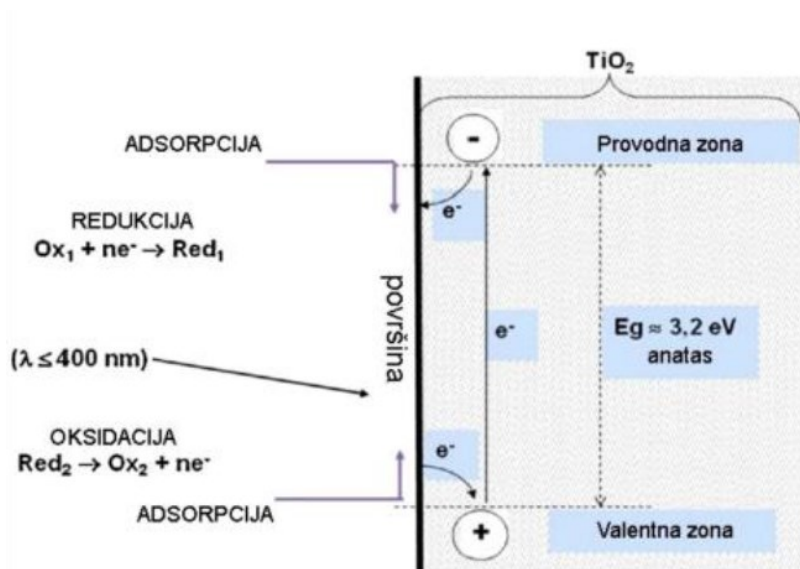 TiO₂
ADSORPCIJA
-
Provodna zona
e⁻
REDUKCIJA
Ox₁ + ne⁻ → Red₁
površina
e⁻
Eg ≈ 3,2 eV
anatas
(λ ≤ 400 nm)
OKSIDACIJA
Red₂ → Ox₂ + ne⁻
e⁻
ADSORPCIJA
+
Valentna zona